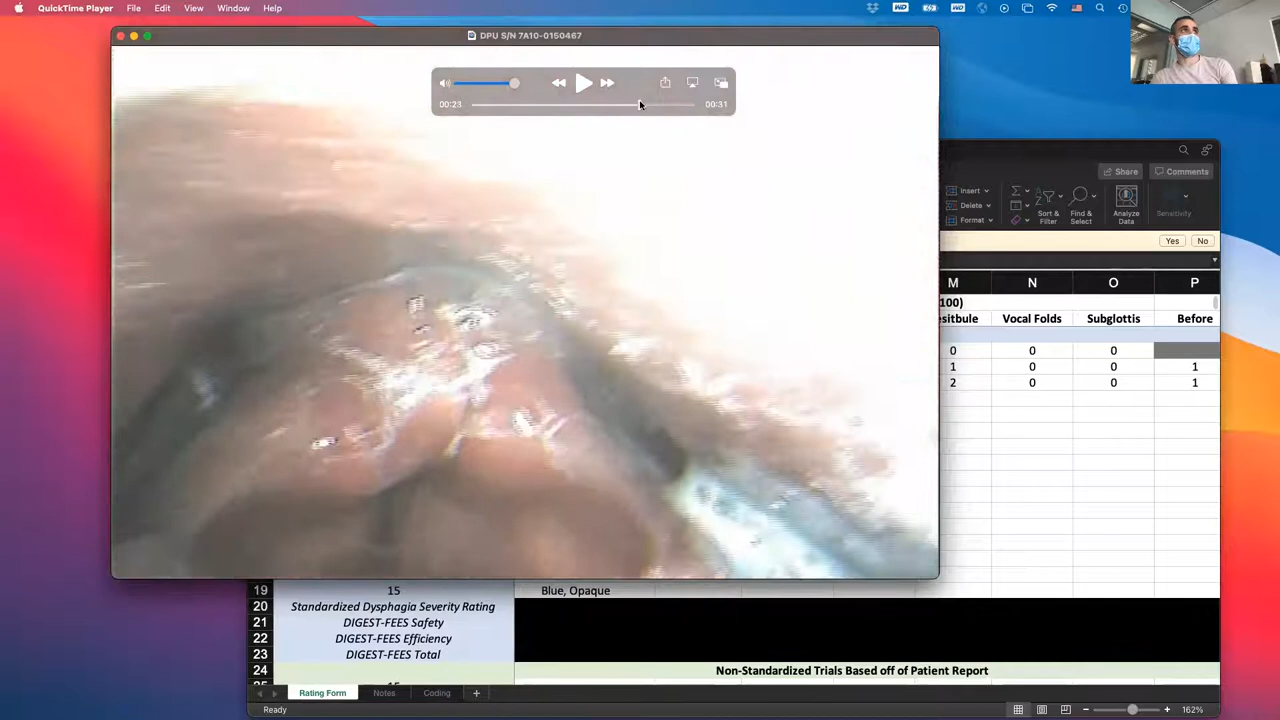 QuickTime Player File Edit View Window Help
DPU S/N 7A10-0150467
00:23 00:31
Share Comments
Insert
Delete
Format
Sort & Filter
Find & Select
Analyze Data
Sensitivity
Yes No
M N O P
100)
esitbule Vocal Folds Subglottis Before
0 0 0
1 0 0 1
2 0 0 1
19 15 Blue, Opaque
20 Standardized Dysphagia Severity Rating
21 DIGEST-FEES Safety
22 DIGEST-FEES Efficiency
23 DIGEST-FEES Total
24 Non-Standardized Trials Based off of Patient Report
Rating Form Notes Coding
Ready 162%